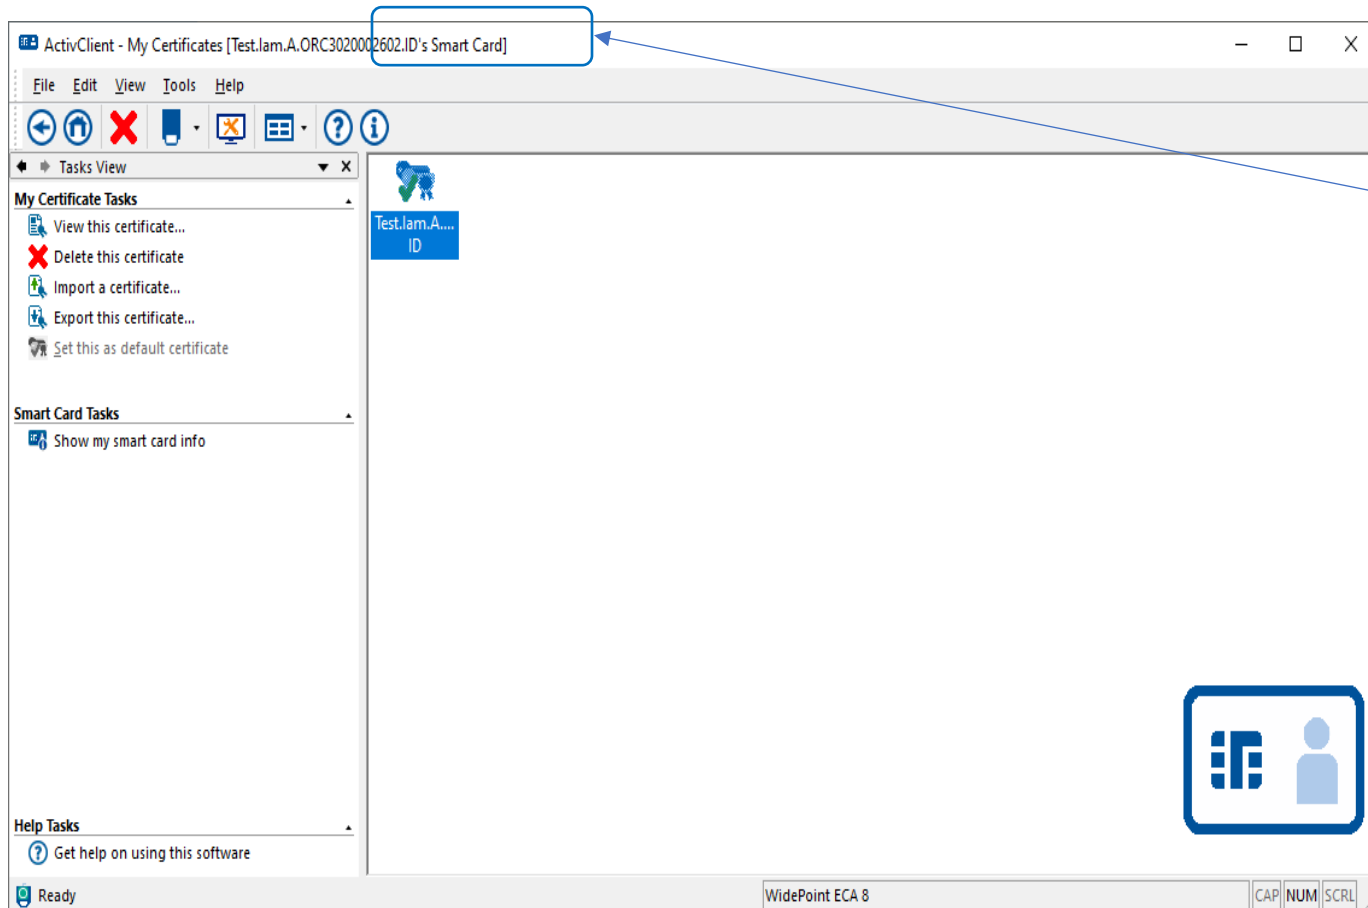 ActivClient - My Certificates [Test.Iam.A.ORC3020002602.ID's Smart Card]
File Edit View Tools Help
Tasks View
My Certificate Tasks
View this certificate...
Delete this certificate
Import a certificate...
Export this certificate...
Set this as default certificate
Smart Card Tasks
Show my smart card info
Help Tasks
Get help on using this software
Test.Iam.A....
ID
Ready
WidePoint ECA 8
CAP NUM SCRL